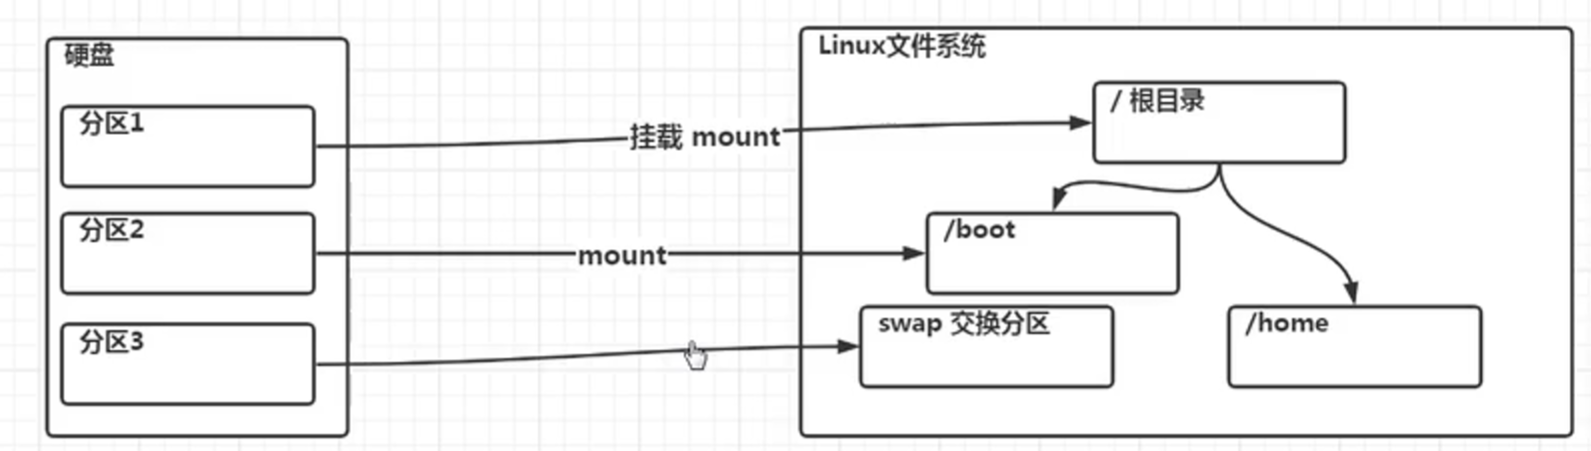 硬盘
分区1
分区2
分区3
挂载 mount
mount
Linux文件系统
/ 根目录
/boot
swap 交换分区
/home